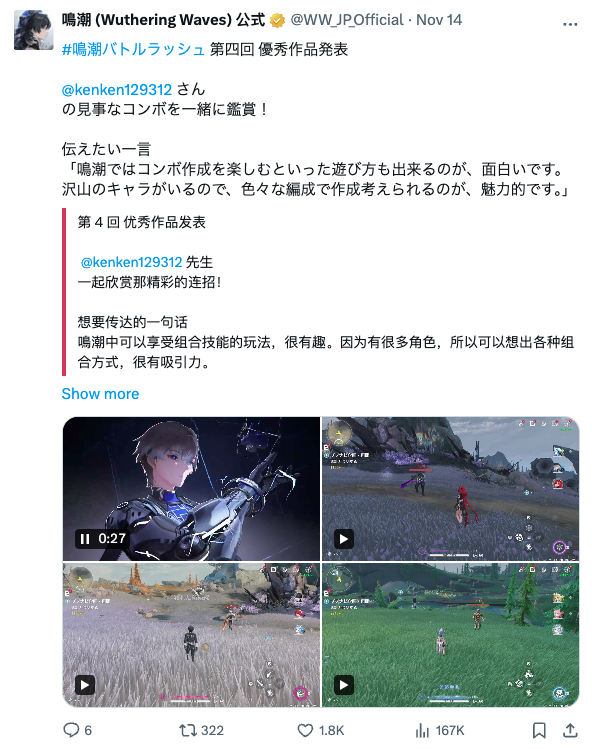 鳴潮 (Wuthering Waves) 公式 @WW_JP_Official · Nov 14
#鳴潮バトルラッシュ 第四回 優秀作品発表
@kenken129312 さん
の見事なコンボを一緒に鑑賞！
伝えたい一言
「鳴潮ではコンボ作成を楽しむといった遊び方も出来るのが、面白いです。
沢山のキャラがいるので、色々な編成で作成考えられるのが、魅力的です。」
第 4 回 优秀作品发表
@kenken129312 先生
一起欣赏那精彩的连招！
想要传达的一句话
鳴潮中可以享受组合技能的玩法，很有趣。因为有很多角色，所以可以想出各种组
合方式，很有吸引力。
Show more
0:27
6
322
1.8K
167K